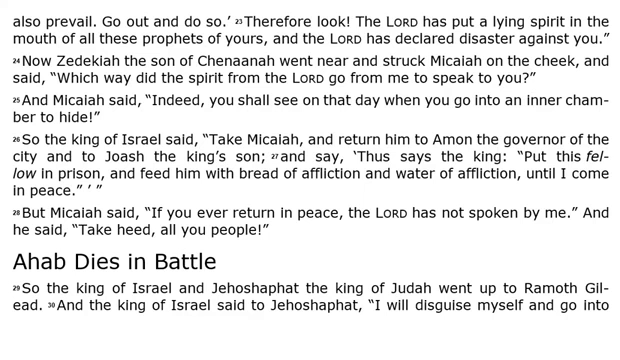 also prevail. Go out and do so.’ 23Therefore look! The LORD has put a lying spirit in the
mouth of all these prophets of yours, and the LORD has declared disaster against you.”
24Now Zedekiah the son of Chenaanah went near and struck Micaiah on the cheek, and
said, “Which way did the spirit from the LORD go from me to speak to you?”
25And Micaiah said, “Indeed, you shall see on that day when you go into an inner cham-
ber to hide!”
26So the king of Israel said, “Take Micaiah, and return him to Amon the governor of the
city and to Joash the king’s son; 27and say, ‘Thus says the king: “Put this fel-
low in prison, and feed him with bread of affliction and water of affliction, until I come
in peace.” ’ ”
28But Micaiah said, “If you ever return in peace, the LORD has not spoken by me.” And
he said, “Take heed, all you people!”
Ahab Dies in Battle
29So the king of Israel and Jehoshaphat the king of Judah went up to Ramoth Gil-
ead. 30And the king of Israel said to Jehoshaphat, “I will disguise myself and go into